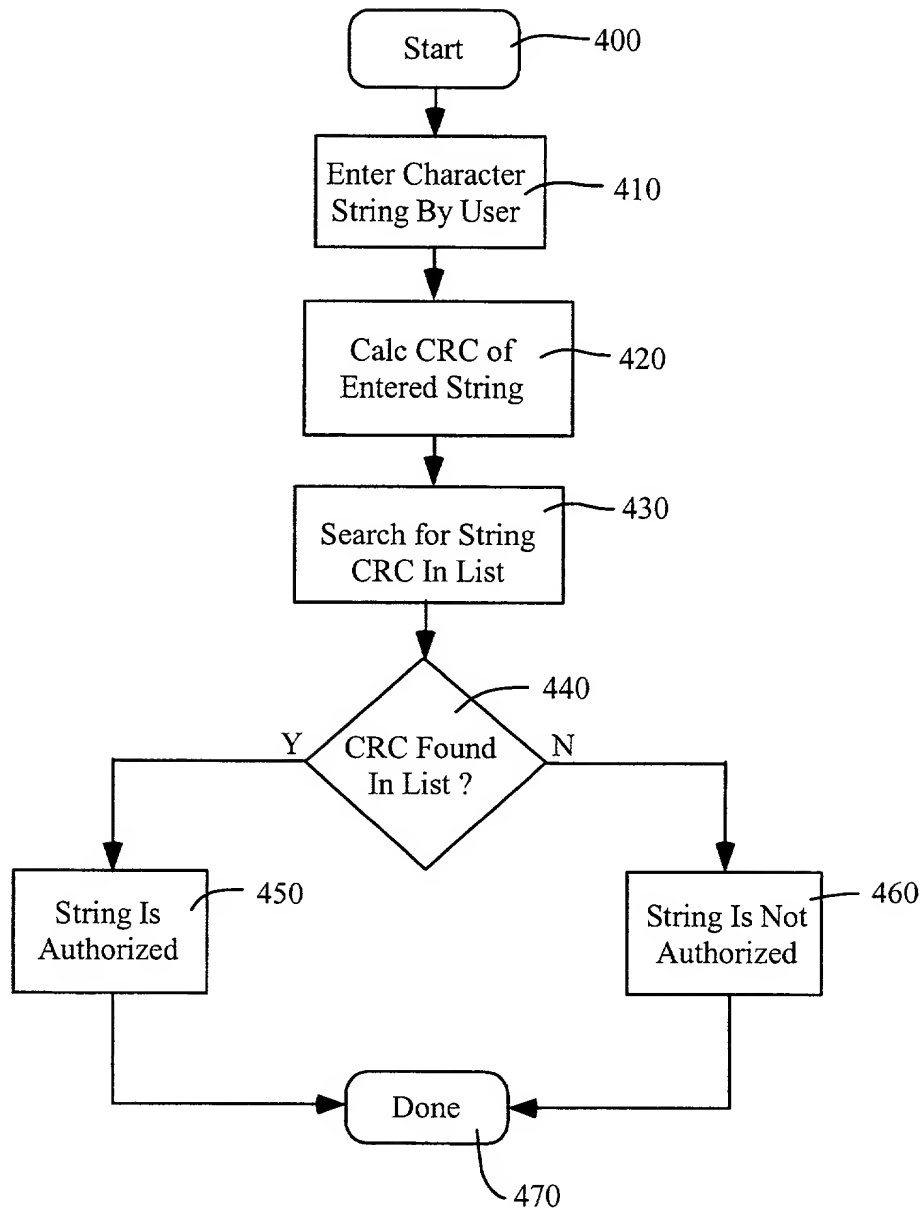 Start
400
Enter Character
String By User
410
Calc CRC of
Entered String
420
Search for String
CRC In List
430
440
Y
CRC Found
In List ?
N
String Is
Authorized
450
String Is Not
Authorized
460
Done
470